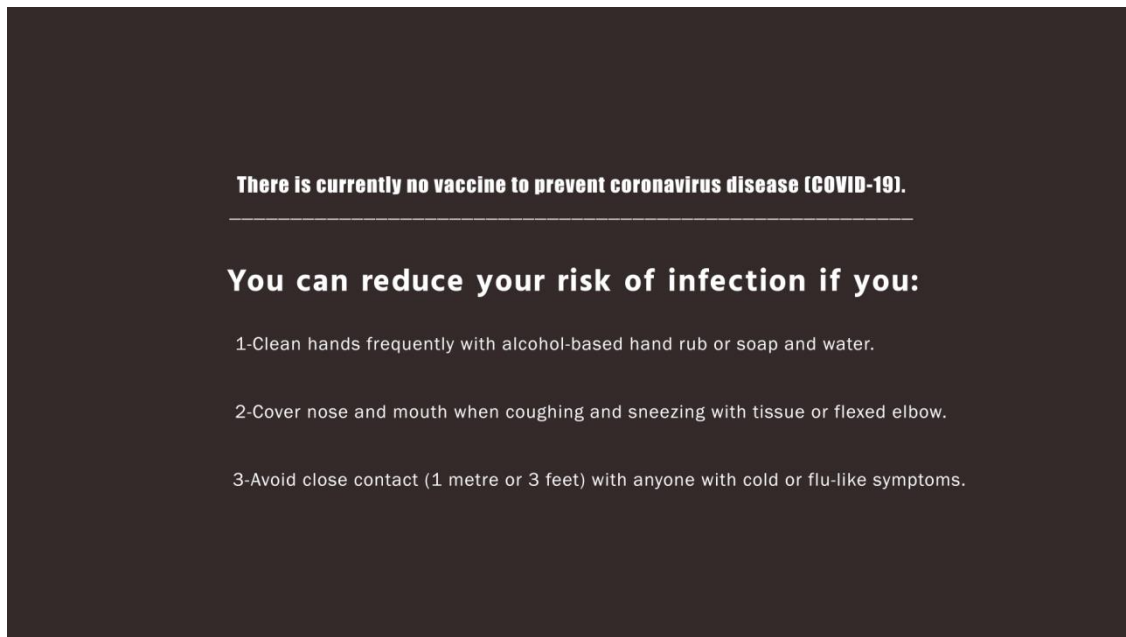 There is currently no vaccine to prevent coronavirus disease (COVID-19).
You can reduce your risk of infection if you:
1-Clean hands frequently with alcohol-based hand rub or soap and water.
2-Cover nose and mouth when coughing and sneezing with tissue or flexed elbow.
3-Avoid close contact (1 metre or 3 feet) with anyone with cold or flu-like symptoms.